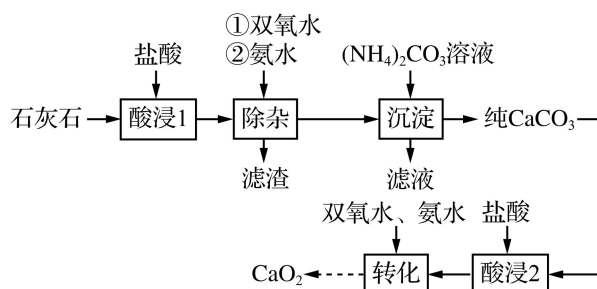 ①双氧水
盐酸 ②氨水 (NH4)2CO3溶液
石灰石 酸浸1 除杂 沉淀 纯CaCO3
滤渣 滤液
双氧水、氨水 盐酸
CaO2 转化 酸浸2